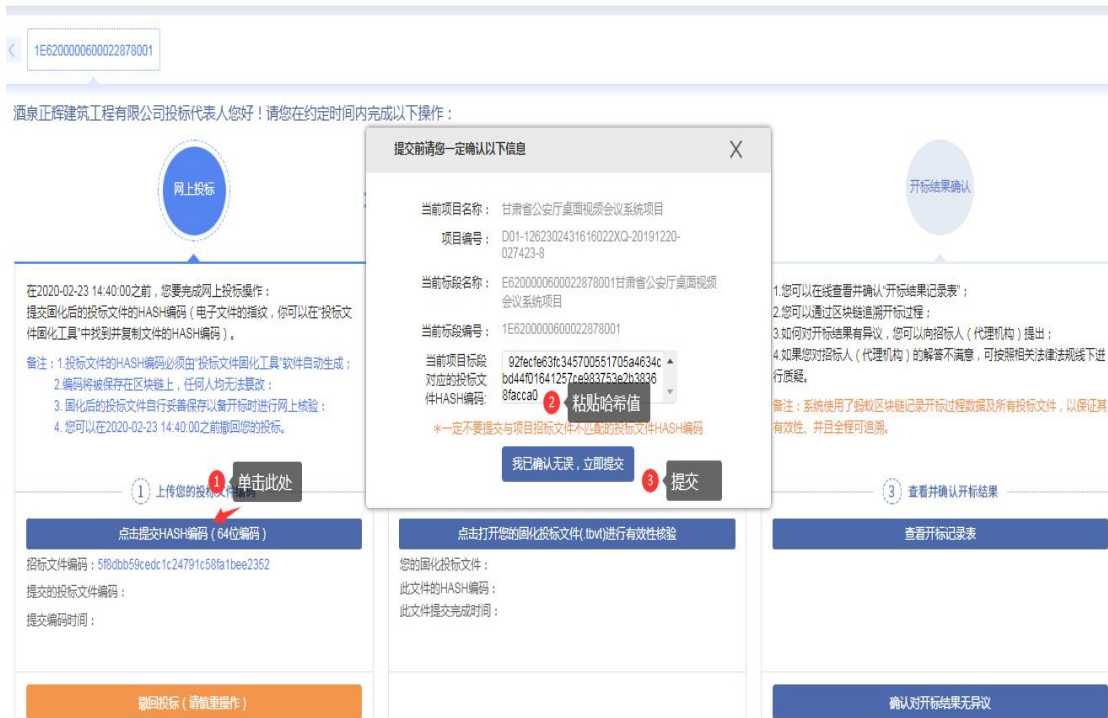 1E6200000600022878001
酒泉正辉建筑工程有限公司投标代表人您好！请您在约定时间内完成以下操作：
网上投标
在2020-02-23 14:40:00之前，您要完成网上投标操作：
提交固化后的投标文件的HASH编码（电子文件的指纹，你可以在“投标文
件固化工具”中找到并复制文件的HASH编码）。
备注：1.投标文件的HASH编码必须由“投标文件固化工具”软件自动生成；
2.编码将被保存在区块链上，任何人均无法篡改；
3. 固化后的投标文件自行妥善保存以备开标时进行网上核验；
4. 您可以在2020-02-23 14:40:00之前撤回您的投标。
1 上传您的投标文件编码
1 单击此处
点击提交HASH编码（64位编码）
招标文件编码：5f8dbb59cedc1c24791c58fa1bee2352
提交的投标文件编码：
提交编码时间：
撤回投标（请慎重操作）
提交前请您一定确认以下信息 X
当前项目名称： 甘肃省公安厅桌面视频会议系统项目
项目编号： D01-1262302431616022XQ-20191220-
027423-8
当前标段名称： E6200000600022878001甘肃省公安厅桌面视频
会议系统项目
当前标段编号： 1E6200000600022878001
当前项目标段
对应的投标文
件HASH编码:
92fecfe63fc345700551705a4634c
bd44f01641257ce983753e2b3836
8facca0
2 粘贴哈希值
*一定不要提交与项目招标文件不匹配的投标文件HASH编码
我已确认无误，立即提交
3 提交
点击打开您的固化投标文件(.tbvt)进行有效性核验
您的固化投标文件：
此文件的HASH编码：
此文件提交完成时间：
开标结果确认
1.您可以在线查看并确认“开标结果记录表”；
2.您可以通过区块链追溯开标过程；
3.如何对开标结果有异议，您可以向招标人（代理机构）提出；
4.如果您对招标人（代理机构）的解答不满意，可按照相关法律法规线下进
行质疑。
备注：系统使用了蚂蚁区块链记录开标过程数据及所有投标文件，以保证其
有效性、并且全程可追溯。
3 查看并确认开标结果
查看开标记录表
确认对开标结果无异议